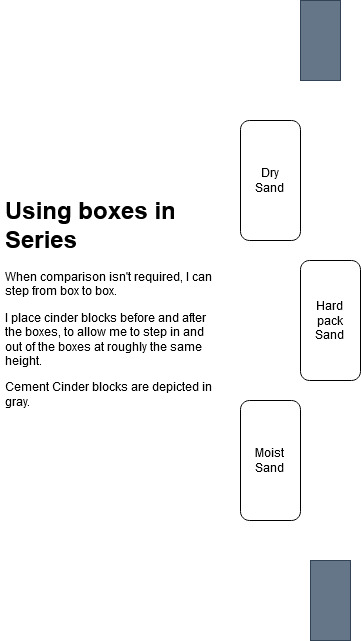 Using boxes in
Series
When comparison isn't required, I can
step from box to box.
I place cinder blocks before and after
the boxes, to allow me to step in and
out of the boxes at roughly the same
height.
Cement Cinder blocks are depicted in
gray.
Dry
Sand
Hard
pack
Sand
Moist
Sand